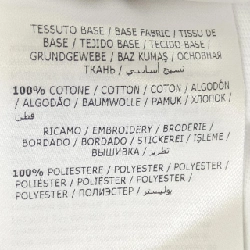 TESSUTO BASE / BASE FABRIC / TISSU DE
BASE / TEJIDO BASE / TECIDO BASE /
GRUNDGEWEBE / BAZ KUMAŞ / ОСНОВНАЯ
ТКАНЬ / نسيج أساسي /
100% COTONE / COTTON / COTON / ALGODÓN
/ ALGODÃO / BAUMWOLLE / PAMUK / ХЛОПОК /
قطن
RICAMO / EMBROIDERY / BRODERIE /
BORDADO / BORDADO / STICKEREI / İŞLEME /
ВЫШИВКА / تطريز /
100% POLIESTERE / POLYESTER / POLYESTER /
POLIÉSTER / POLIÉSTER / POLYESTER /
POLYESTER / ПОЛИЭСТЕР / بوليستر